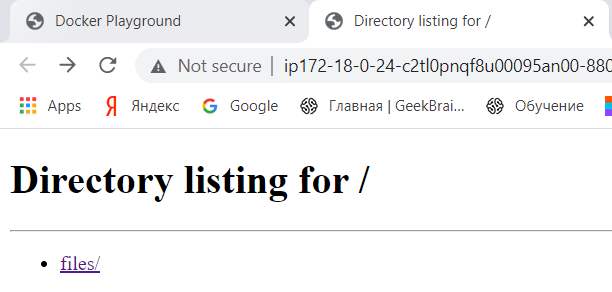 Docker Playground
Directory listing for /
Not secure | ip172-18-0-24-c2tl0pnqf8u00095an00-880
Apps Яндекс Google Главная | GeekBrai... Обучение
Directory listing for /
files/